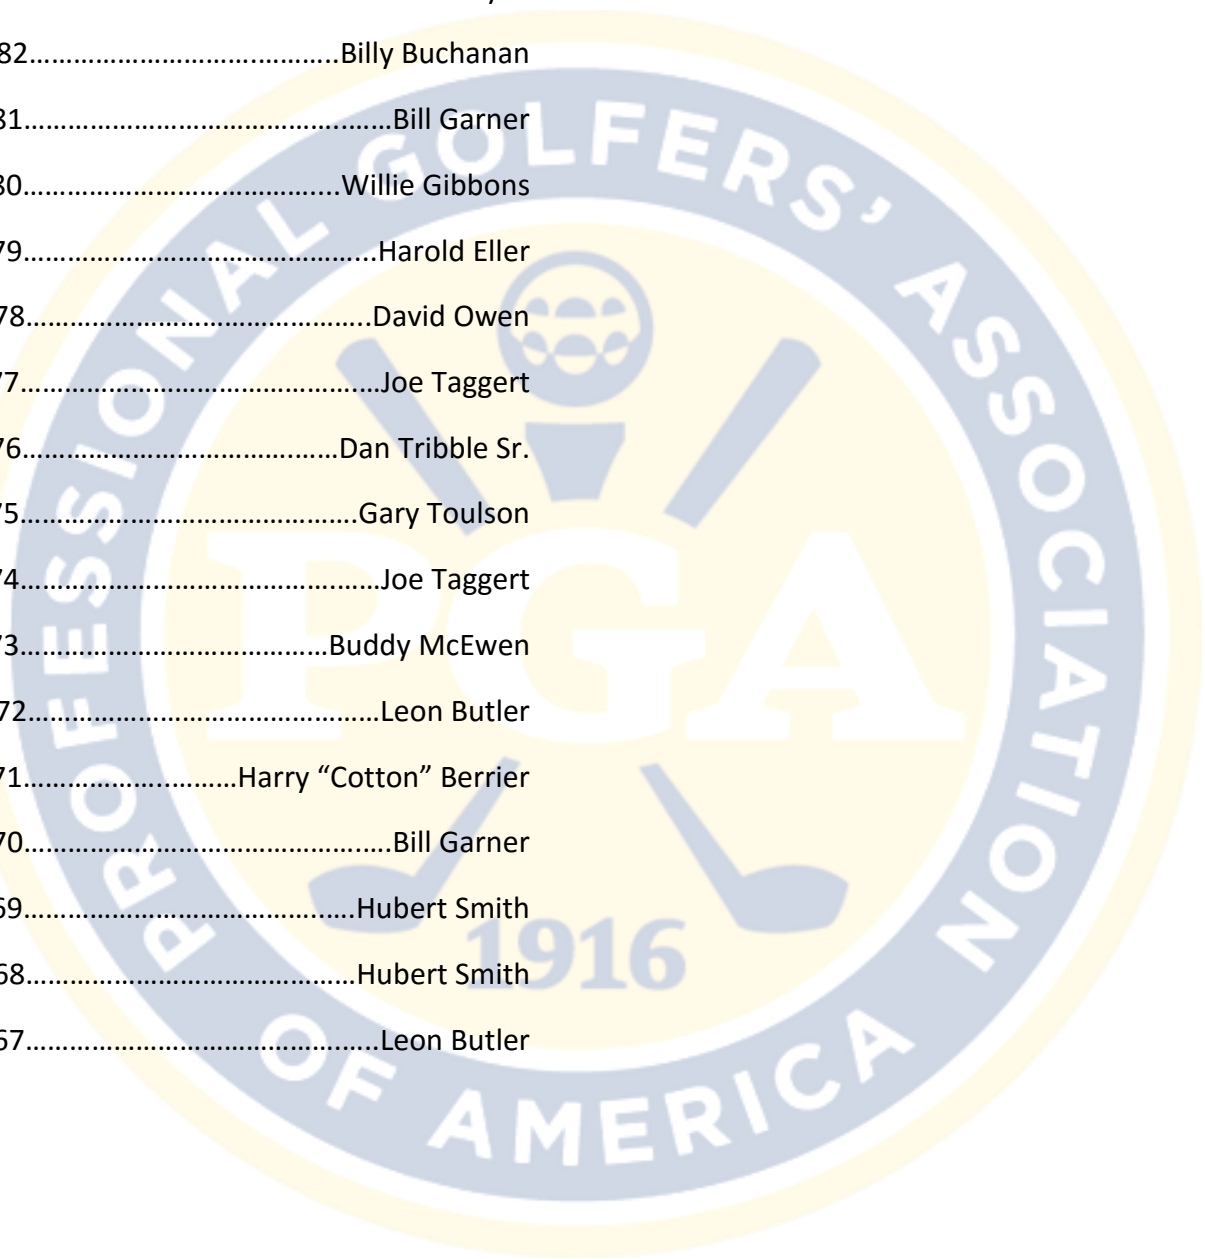 82..........................................Billy Buchanan
81..........................................Bill Garner
80..........................................Willie Gibbons
79..........................................Harold Eller
78..........................................David Owen
77..........................................Joe Taggert
76..........................................Dan Tribble Sr.
75..........................................Gary Toulson
74..........................................Joe Taggert
73..........................................Buddy McEwen
72..........................................Leon Butler
71.............................Harry “Cotton” Berrier
70..........................................Bill Garner
69..........................................Hubert Smith
68..........................................Hubert Smith
67..........................................Leon Butler
PROFESSIONAL GOLFERS’ ASSOCIATION
OF AMERICA
PGA
1916